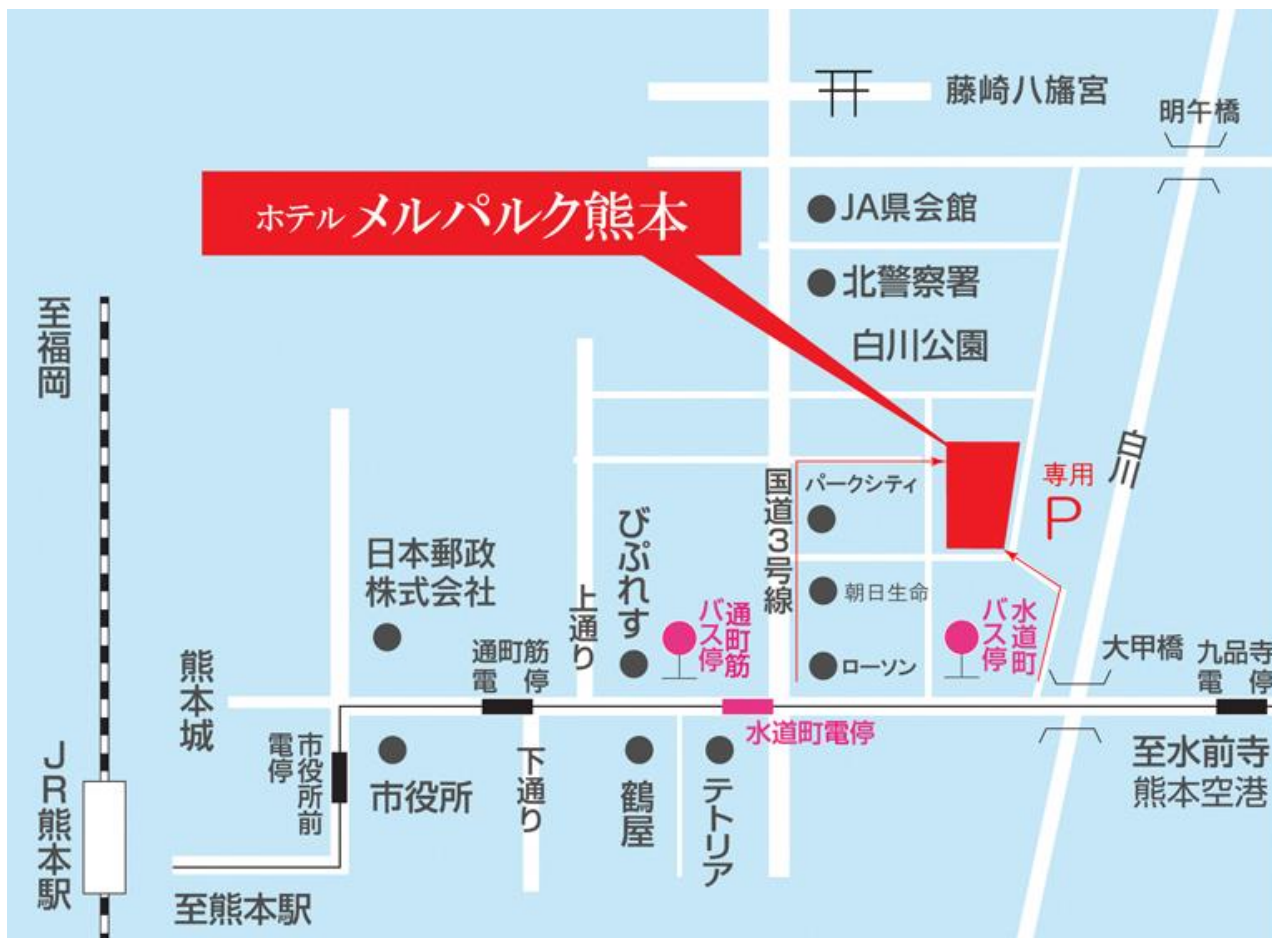 藤崎八旛宮
明午橋
JA県会館
ホテル メルパルク熊本
北警察署
至福岡
白川公園
白川
専用
P
国道3号線
パークシティ
びぷれす
日本郵政
株式会社
朝日生命
上通り
通町筋
バス停
水道町
バス停
大甲橋
九品寺
電停
通町筋
電停
ローソン
熊本城
水道町電停
市役所前
電停
至水前寺
熊本空港
JR熊本駅
市役所
下通り
鶴屋
テトリア
至熊本駅